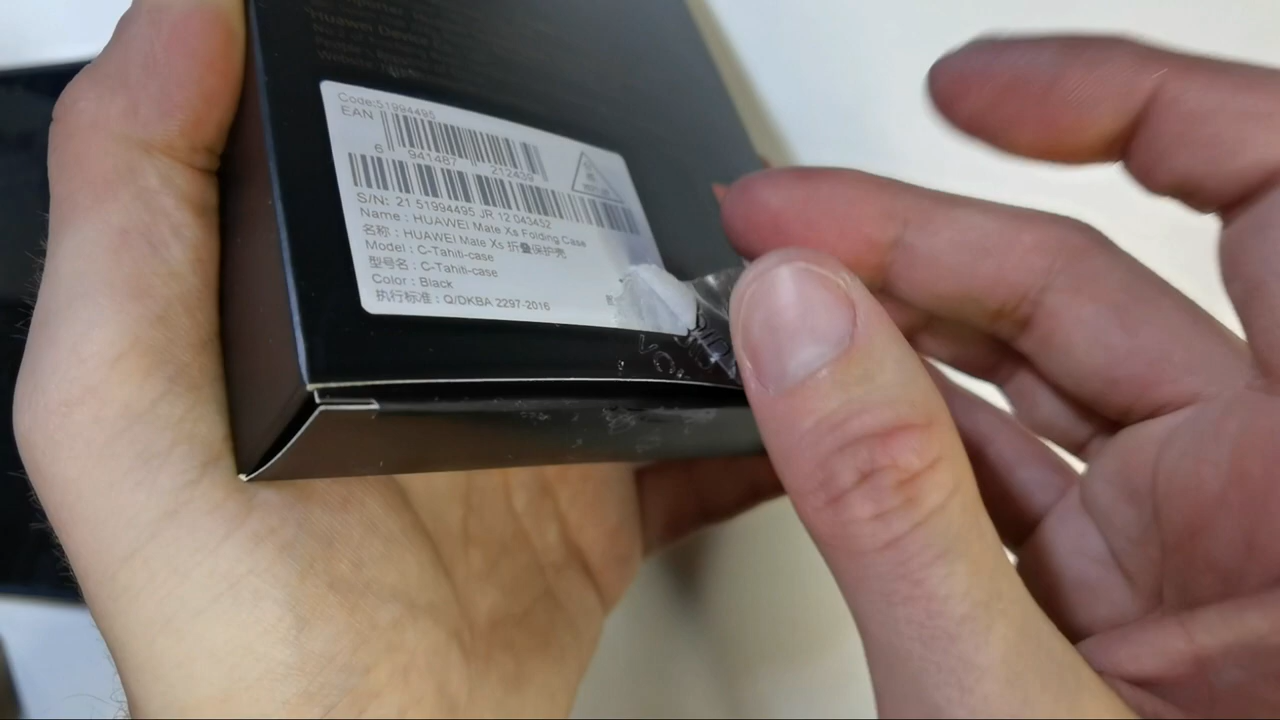 Huawei
Code:51994495
EAN
6 941487 212439
S/N: 21 51994495 JR 12 043452
Name : HUAWEI Mate Xs Folding Case
名称 : HUAWEI Mate Xs 折叠保护壳
Model : C-Tahiti-case
型号名 : C-Tahiti-case
Color : Black
执行标准 : Q/DKBA 2297-2016